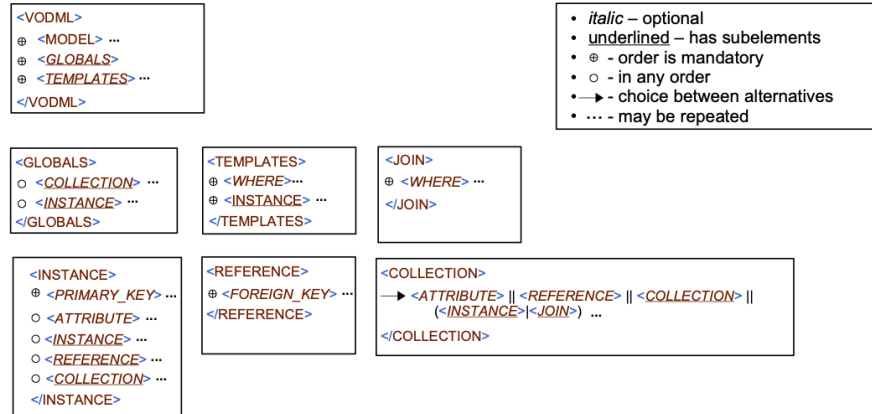 <VODML>
⊕ <MODEL> ...
⊕ <GLOBALS>
⊕ <TEMPLATES> ...
</VODML>
• italic – optional
• underlined – has subelements
• ⊕ - order is mandatory
• ○ - in any order
• → - choice between alternatives
• ... - may be repeated
<GLOBALS>
○ <COLLECTION> ...
○ <INSTANCE> ...
</GLOBALS>
<TEMPLATES>
⊕ <WHERE>...
⊕ <INSTANCE> ...
</TEMPLATES>
<JOIN>
⊕ <WHERE> ...
</JOIN>
<INSTANCE>
⊕ <PRIMARY_KEY> ...
○ <ATTRIBUTE> ...
○ <INSTANCE> ...
○ <REFERENCE> ...
○ <COLLECTION> ...
</INSTANCE>
<REFERENCE>
⊕ <FOREIGN_KEY> ...
</REFERENCE>
<COLLECTION>
→ <ATTRIBUTE> || <REFERENCE> || <COLLECTION> ||
(<INSTANCE>|<JOIN>) ...
</COLLECTION>